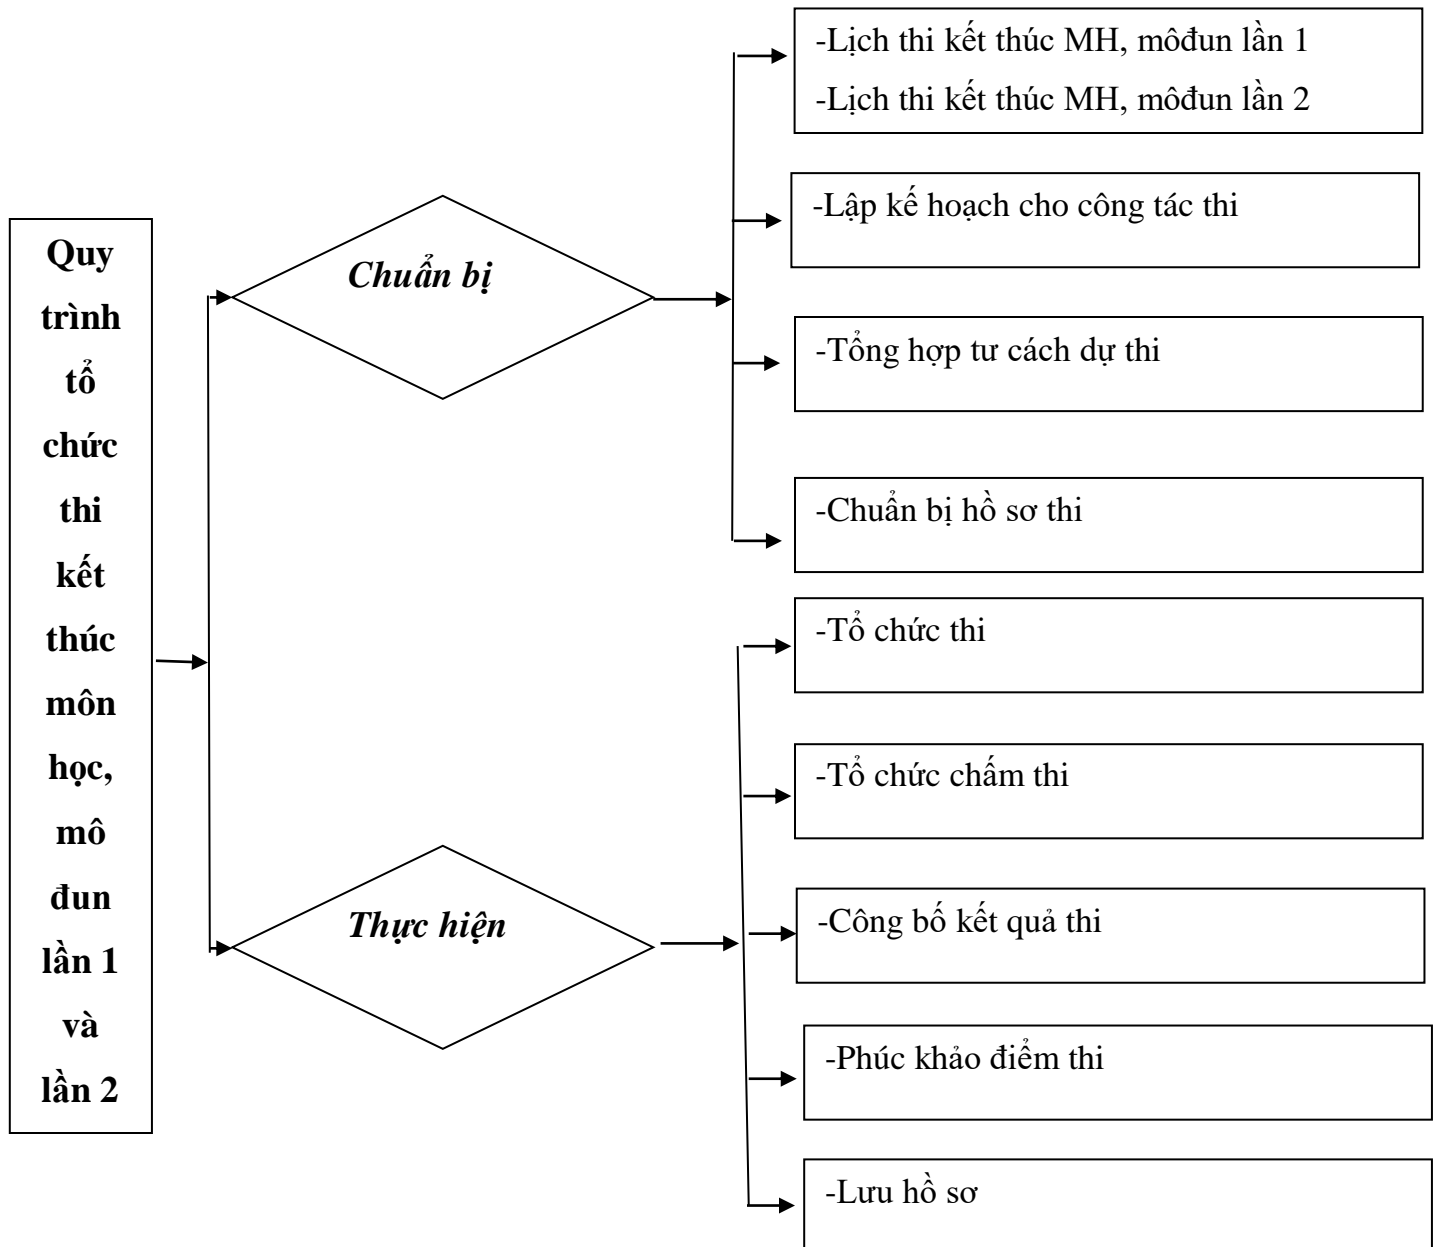 Quy
trình
tổ
chức
thi
kết
thúc
môn
học,
mô
đun
lần 1
và
lần 2
Chuẩn bị
-Lịch thi kết thúc MH, môđun lần 1
-Lịch thi kết thúc MH, môđun lần 2
-Lập kế hoạch cho công tác thi
-Tổng hợp tư cách dự thi
-Chuẩn bị hồ sơ thi
Thực hiện
-Tổ chức thi
-Tổ chức chấm thi
-Công bố kết quả thi
-Phúc khảo điểm thi
-Lưu hồ sơ